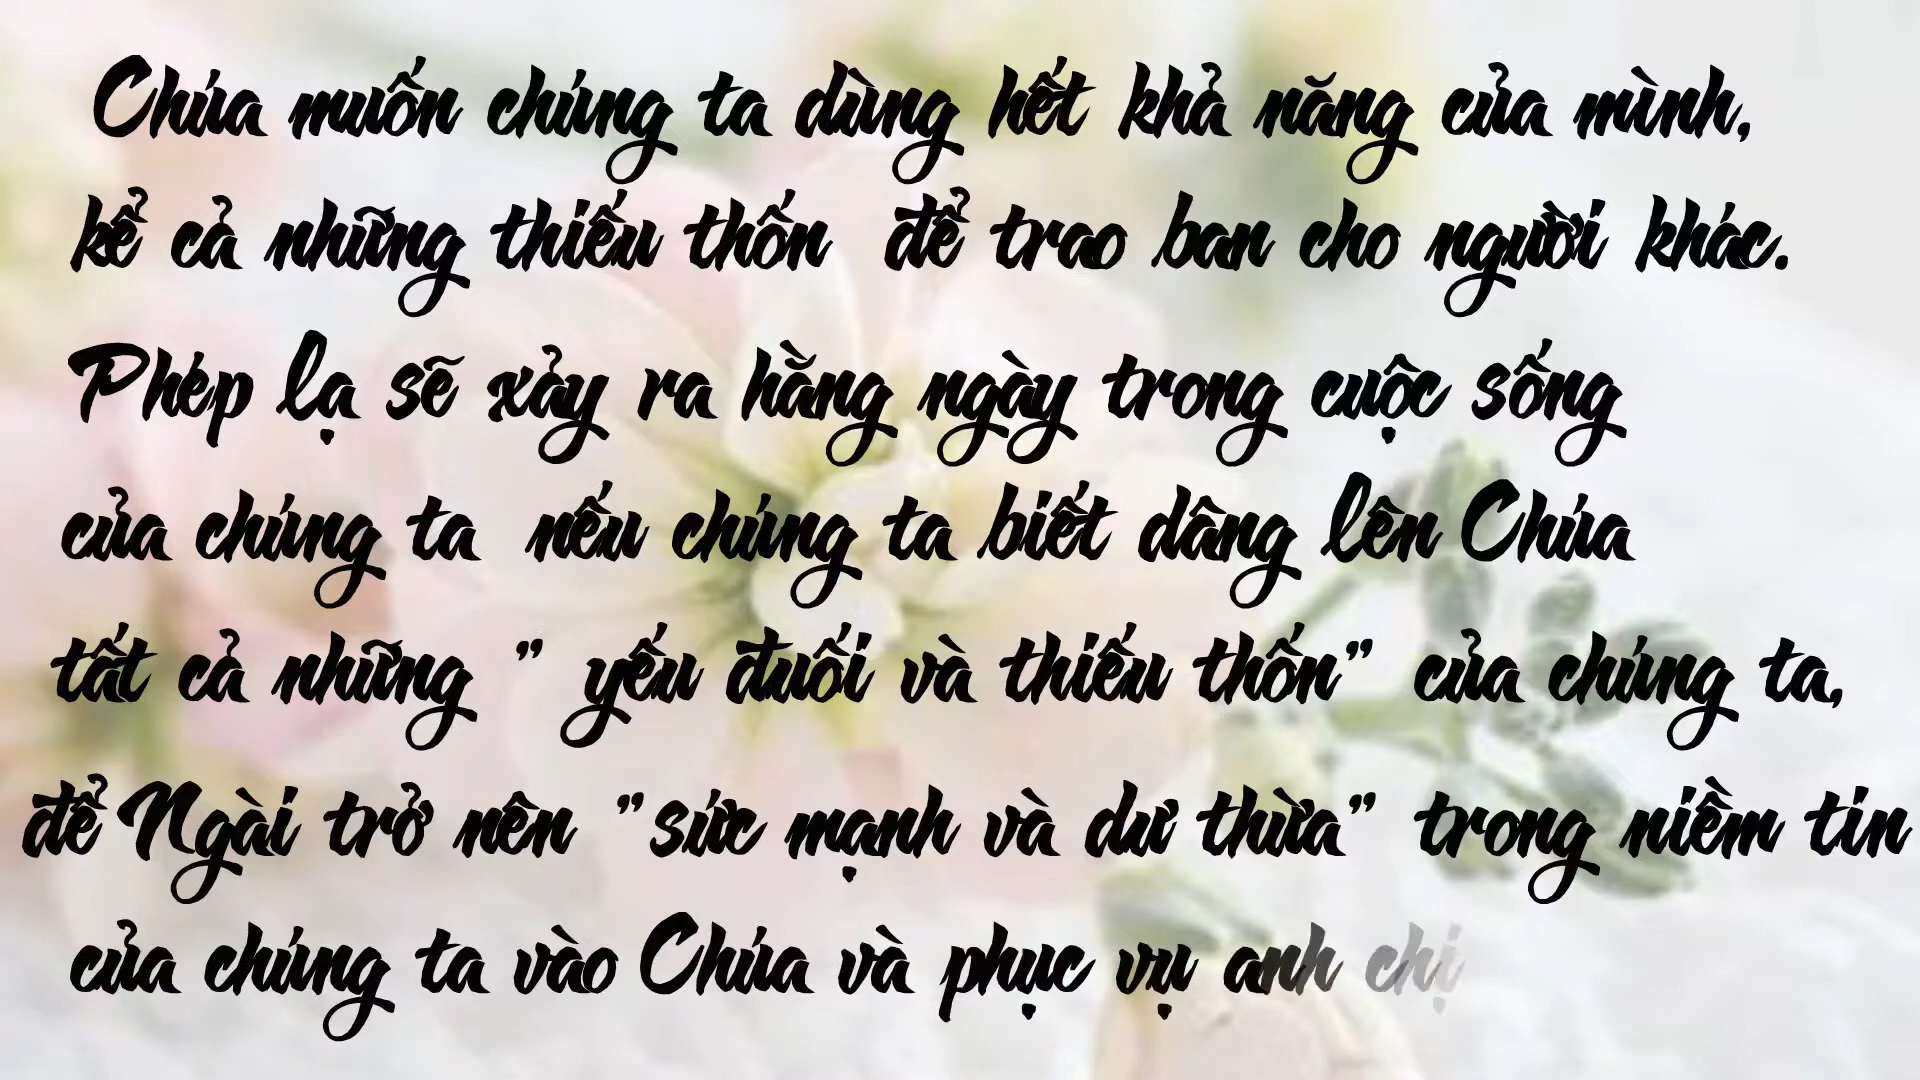 Chúa muốn chúng ta dùng hết khả năng của mình,
kể cả những thiếu thốn để trao ban cho người khác.
Phép lạ sẽ xảy ra hằng ngày trong cuộc sống
của chúng ta nếu chúng ta biết dâng lên Chúa
tất cả những " yếu đuối và thiếu thốn" của chúng ta,
để Ngài trở nên "sức mạnh và dư thừa" trong niềm tin
của chúng ta vào Chúa và phục vụ anh chị